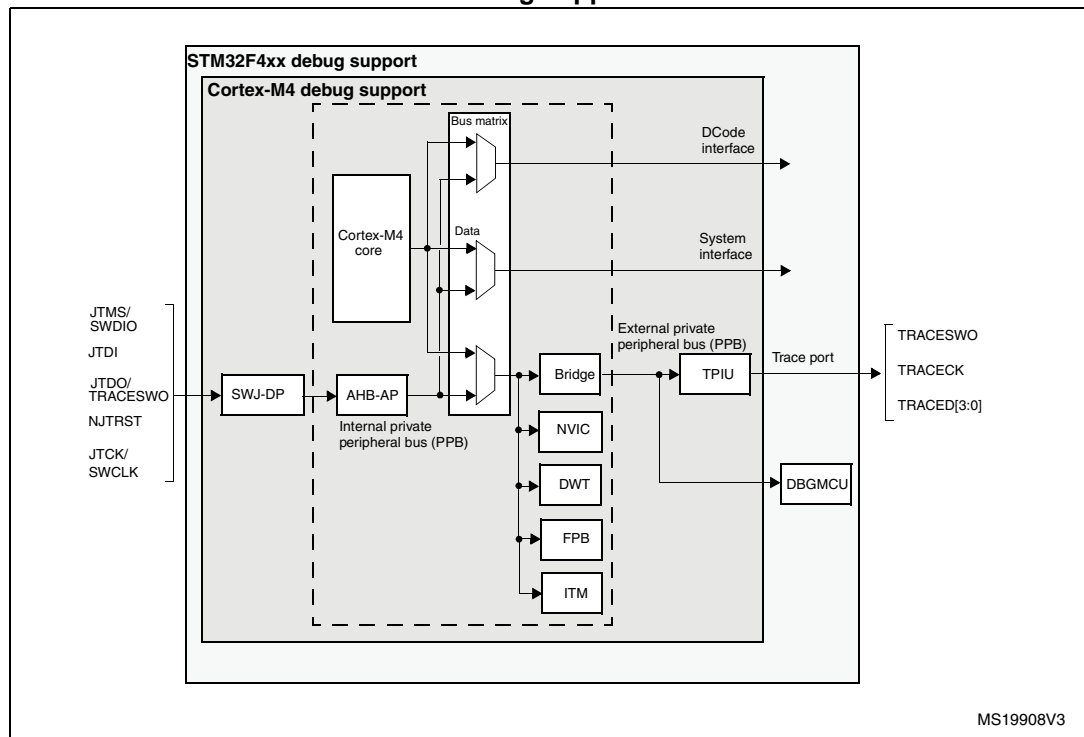 STM32F4xx debug support
Cortex-M4 debug support
Bus matrix
DCode
interface
Cortex-M4
core
Data
System
interface
JTMS/
SWDIO
JTDI
JTDO/
TRACESWO
NJTRST
JTCK/
SWCLK
SWJ-DP
AHB-AP
Internal private
peripheral bus (PPB)
External private
peripheral bus (PPB)
Bridge
TPIU
Trace port
TRACESWO
TRACECK
TRACED[3:0]
NVIC
DWT
FPB
ITM
DBGMCU
MS19908V3